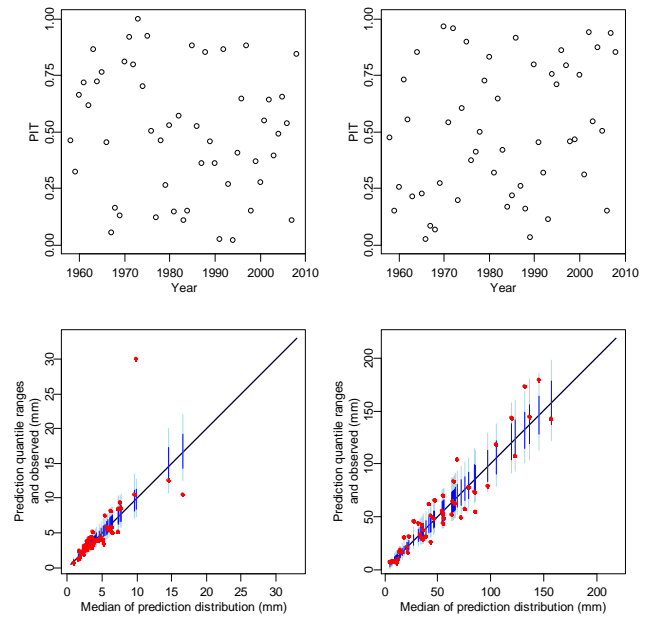 1.00
0.75
0.50
0.25
0.00
PIT
1960 1970 1980 1990 2000 2010
Year
1.00
0.75
0.50
0.25
0.00
PIT
1960 1970 1980 1990 2000 2010
Year
30
25
20
15
10
5
0
Prediction quantile ranges
and observed (mm)
0 5 10 15 20 25 30
Median of prediction distribution (mm)
200
150
100
50
0
Prediction quantile ranges
and observed (mm)
0 50 100 150 200
Median of prediction distribution (mm)